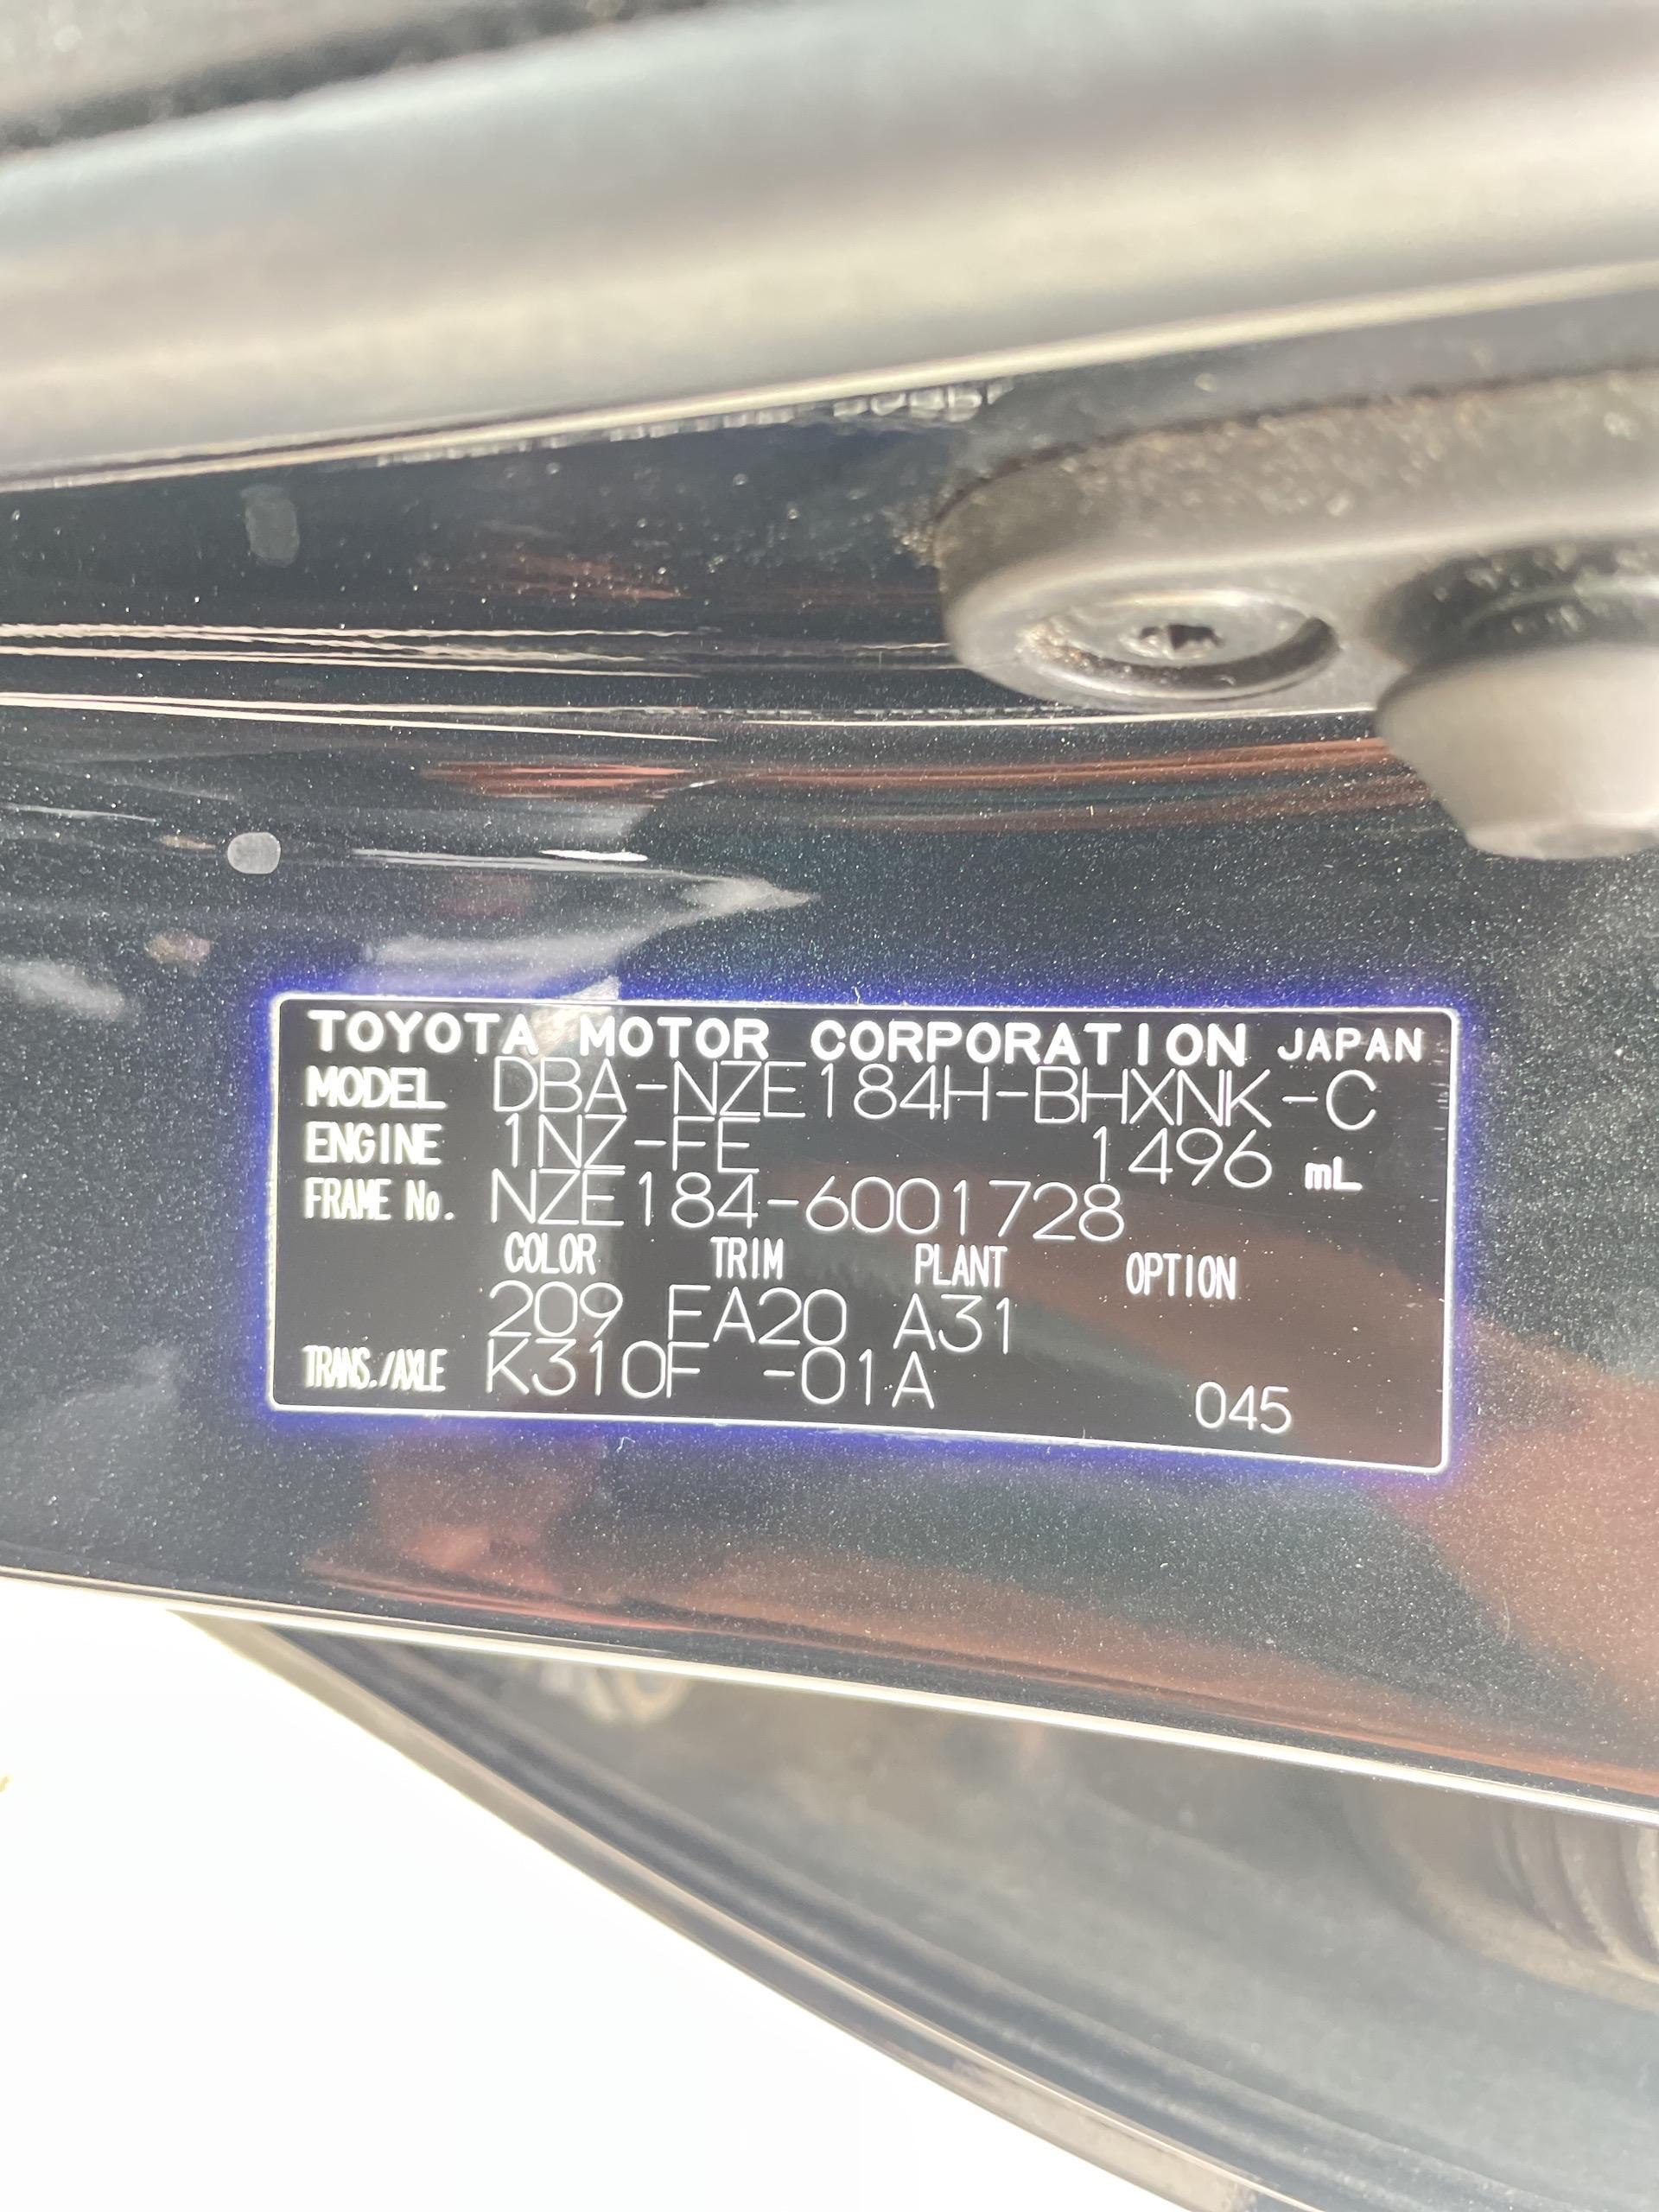 TOYOTA MOTOR CORPORATION JAPAN
MODEL DBA-NZE184H-BHXNK-C
ENGINE 1NZ-FE 1496 mL
FRAME No. NZE184-6001728
COLOR TRIM PLANT OPTION
209 FA20 A31
TRANS./AXLE K310F -01A 045